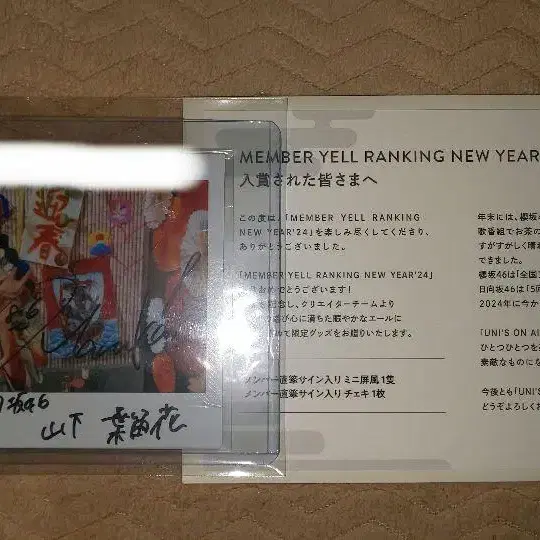 迎春
坂46
山下 葉留花
MEMBER YELL RANKING NEW YEAR
入賞された皆さまへ
この度は、「MEMBER YELL RANKING
NEW YEAR'24」を楽しみ尽くしてくださり、
ありがとうございました。
「MEMBER YELL RANKING NEW YEAR'24」
おめでとうございます!
記念し、クリエイターチームより
心に満ちた賑やかなエールに
めて限定グッズをお贈りいたします。
メンバー直筆サイン入り ミニ屏風 1隻
メンバー直筆サイン入り チェキ 1枚
年末には、櫻坂
歌番組でお茶の
すがすがしく晴
できました。
櫻坂46は「全国
日向坂46は「5
2024年に今か
「UNI'S ON AI
ひとつひとつを
素敵なものにな
今後とも「UNI'S
どうぞよろしくお